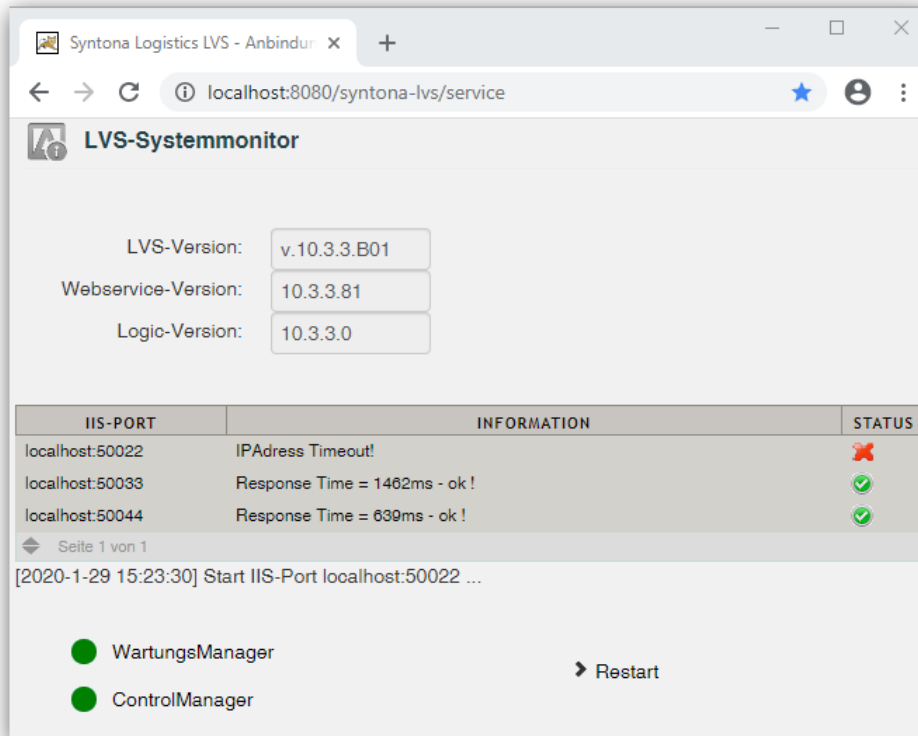 Syntona Logistics LVS - Anbindun
localhost:8080/syntona-lvs/service
LVS-Systemmonitor
LVS-Version: v.10.3.3.B01
Webservice-Version: 10.3.3.81
Logic-Version: 10.3.3.0
IIS-PORT INFORMATION STATUS
localhost:50022 IPAdress Timeout!
localhost:50033 Response Time = 1462ms - ok !
localhost:50044 Response Time = 639ms - ok !
Seite 1 von 1
[2020-1-29 15:23:30] Start IIS-Port localhost:50022 ...
WartungsManager
Restart
ControlManager